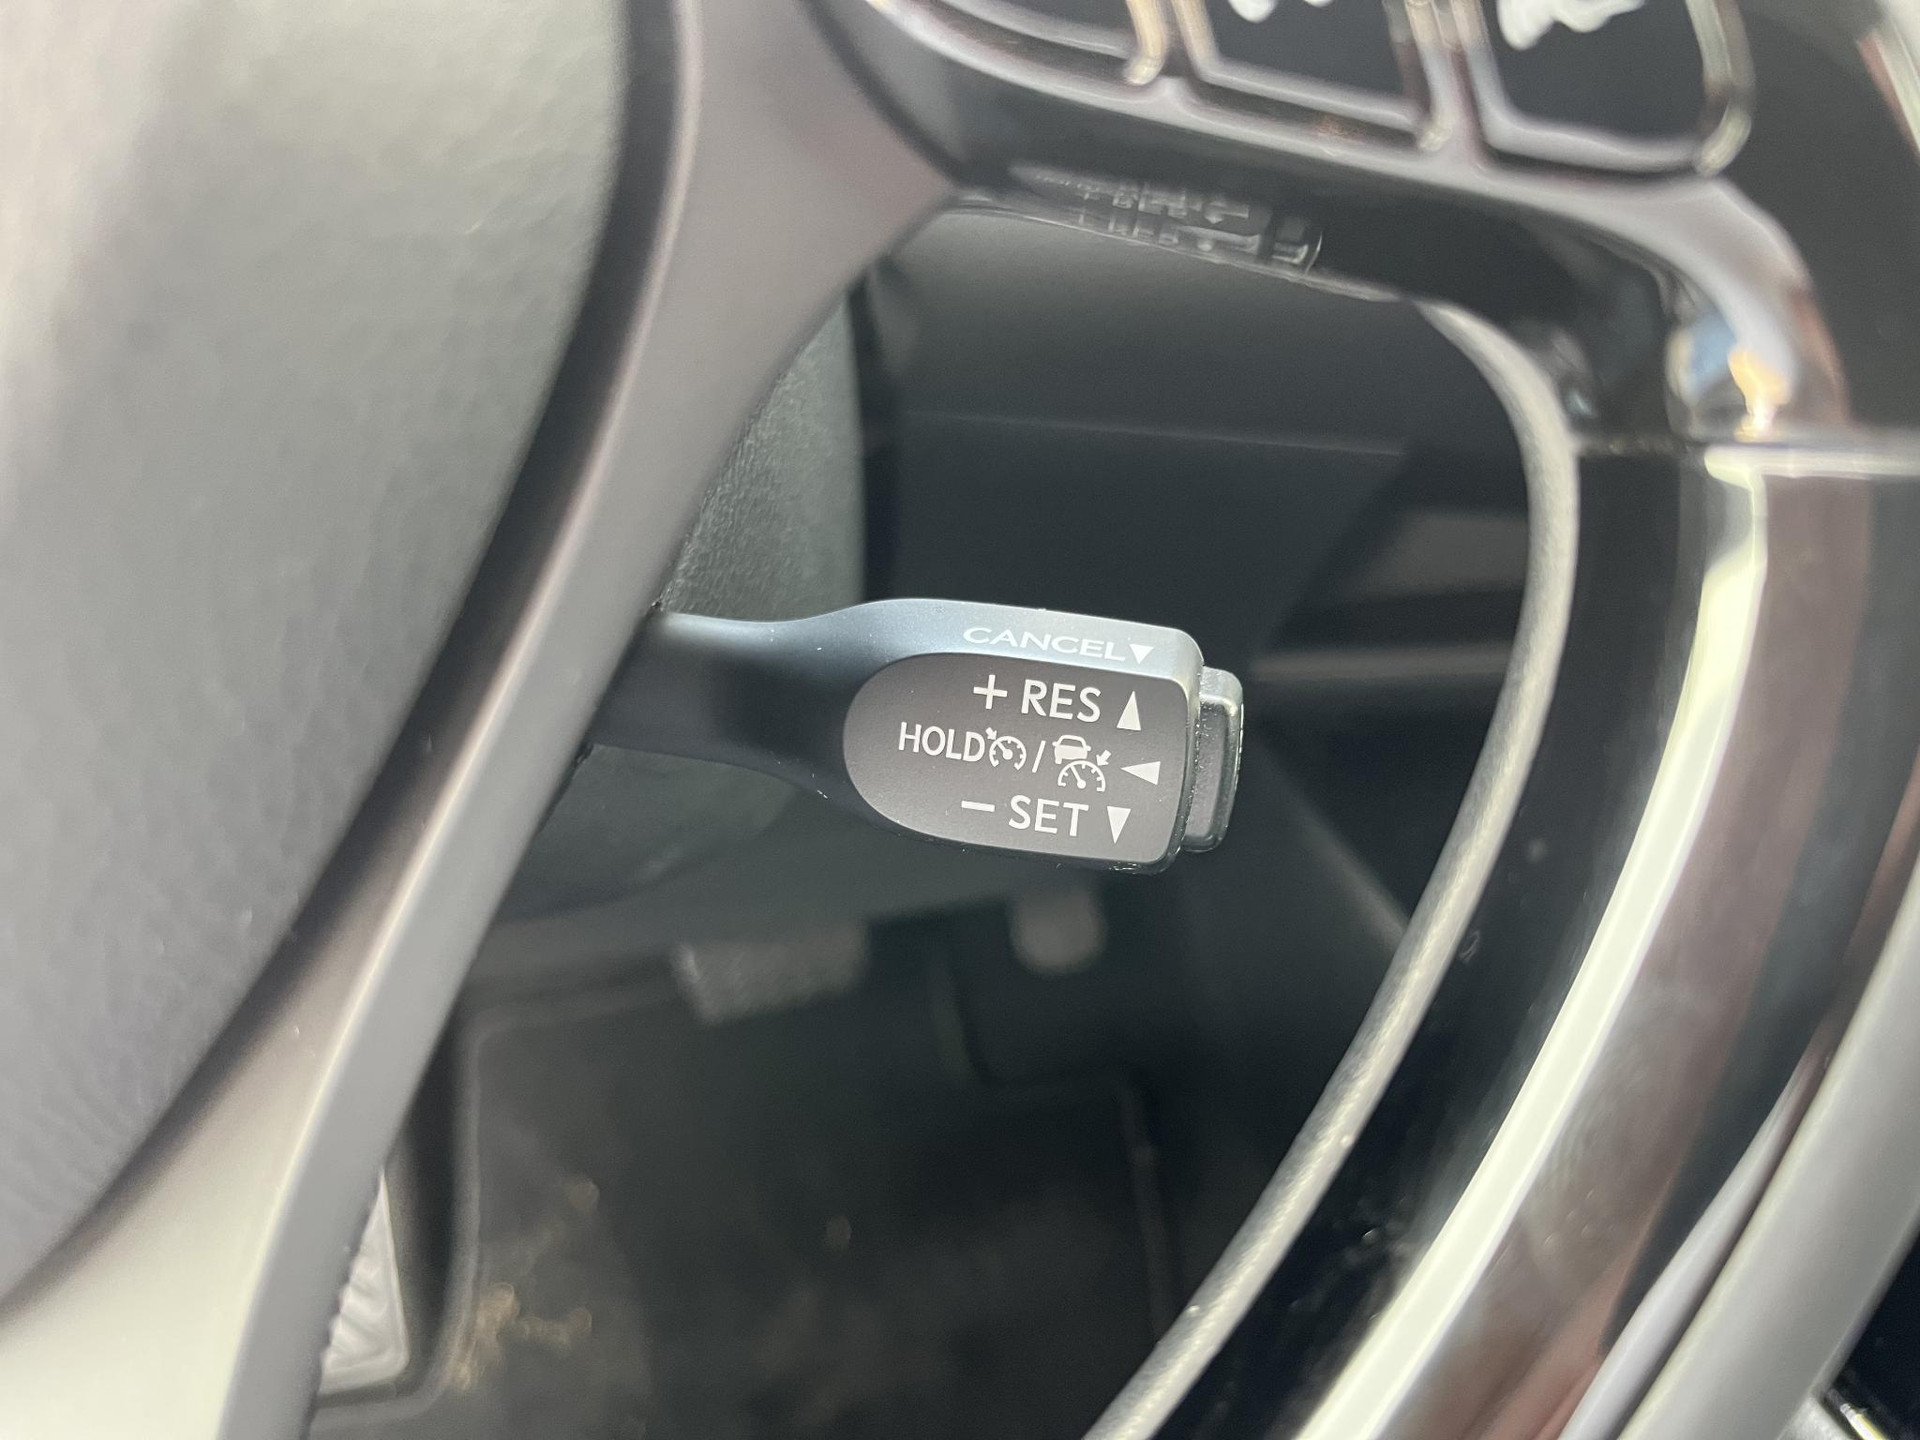 CANCEL▼
+ RES ▲
HOLD / ◀
− SET ▼